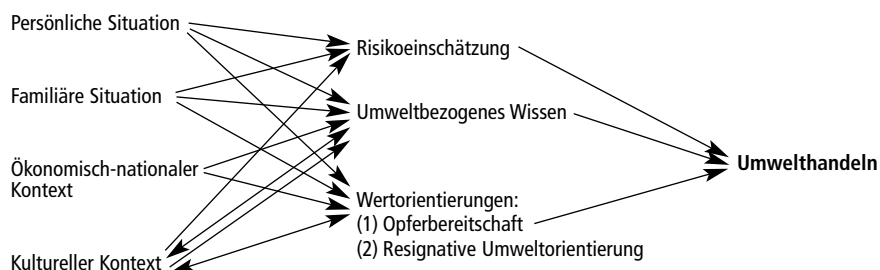 Persönliche Situation
Familiäre Situation
Ökonomisch-nationaler
Kontext
Kultureller Kontext
Risikoeinschätzung
Umweltbezogenes Wissen
Wertorientierungen:
(1) Opferbereitschaft
(2) Resignative Umweltorientierung
Umwelthandeln